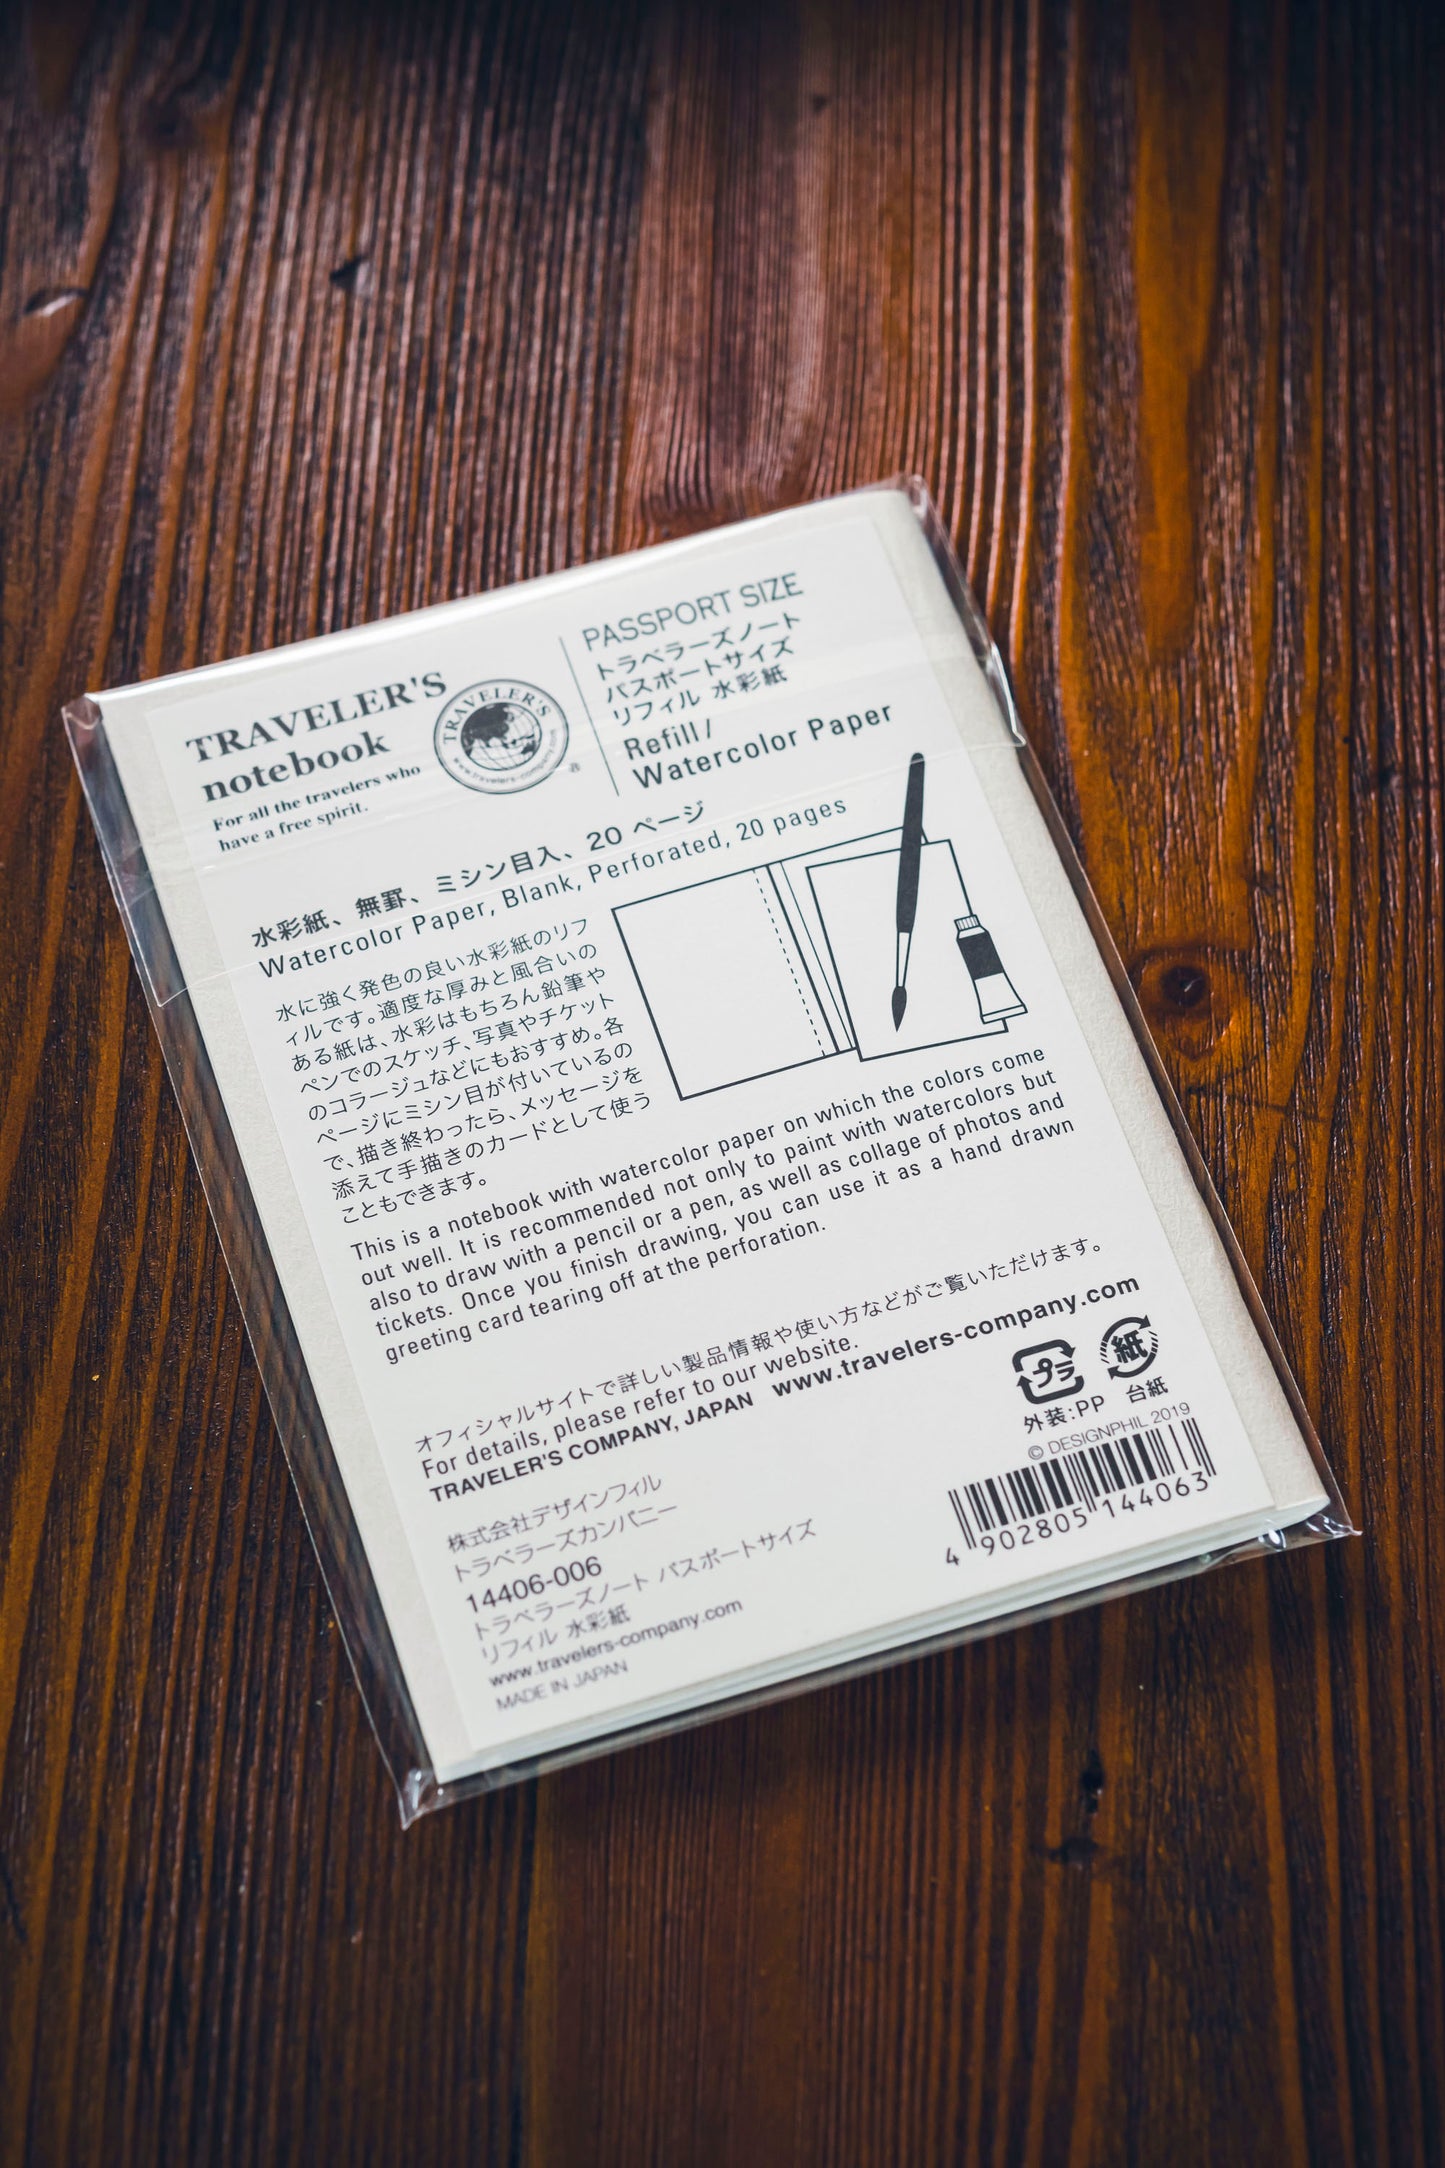 TRAVELER'S
notebook
For all the travelers who
have a free spirit.
TRAVELER'S
www.travelers-company.com
®
PASSPORT SIZE
トラベラーズノート
パスポートサイズ
リフィル 水彩紙
Refill /
Watercolor Paper
水彩紙、無罫、ミシン目入、20 ページ
Watercolor Paper, Blank, Perforated, 20 pages
水に強く発色の良い水彩紙のリフ
ィルです。適度な厚みと風合いの
ある紙は、水彩はもちろん鉛筆や
ペンでのスケッチ、写真やチケット
のコラージュなどにもおすすめ。各
ページにミシン目が付いているの
で、描き終わったら、メッセージを
添えて手描きのカードとして使う
こともできます。
This is a notebook with watercolor paper on which the colors come
out well. It is recommended not only to paint with watercolors but
also to draw with a pencil or a pen, as well as collage of photos and
tickets. Once you finish drawing, you can use it as a hand drawn
greeting card tearing off at the perforation.
オフィシャルサイトで詳しい製品情報や使い方などがご覧いただけます。
For details, please refer to our website.
TRAVELER'S COMPANY, JAPAN www.travelers-company.com
プラ
紙
外装:PP 台紙
© DESIGNPHIL 2019
4 902805 144063
株式会社デザインフィル
トラベラーズカンパニー
14406-006
トラベラーズノート パスポートサイズ
リフィル 水彩紙
www.travelers-company.com
MADE IN JAPAN